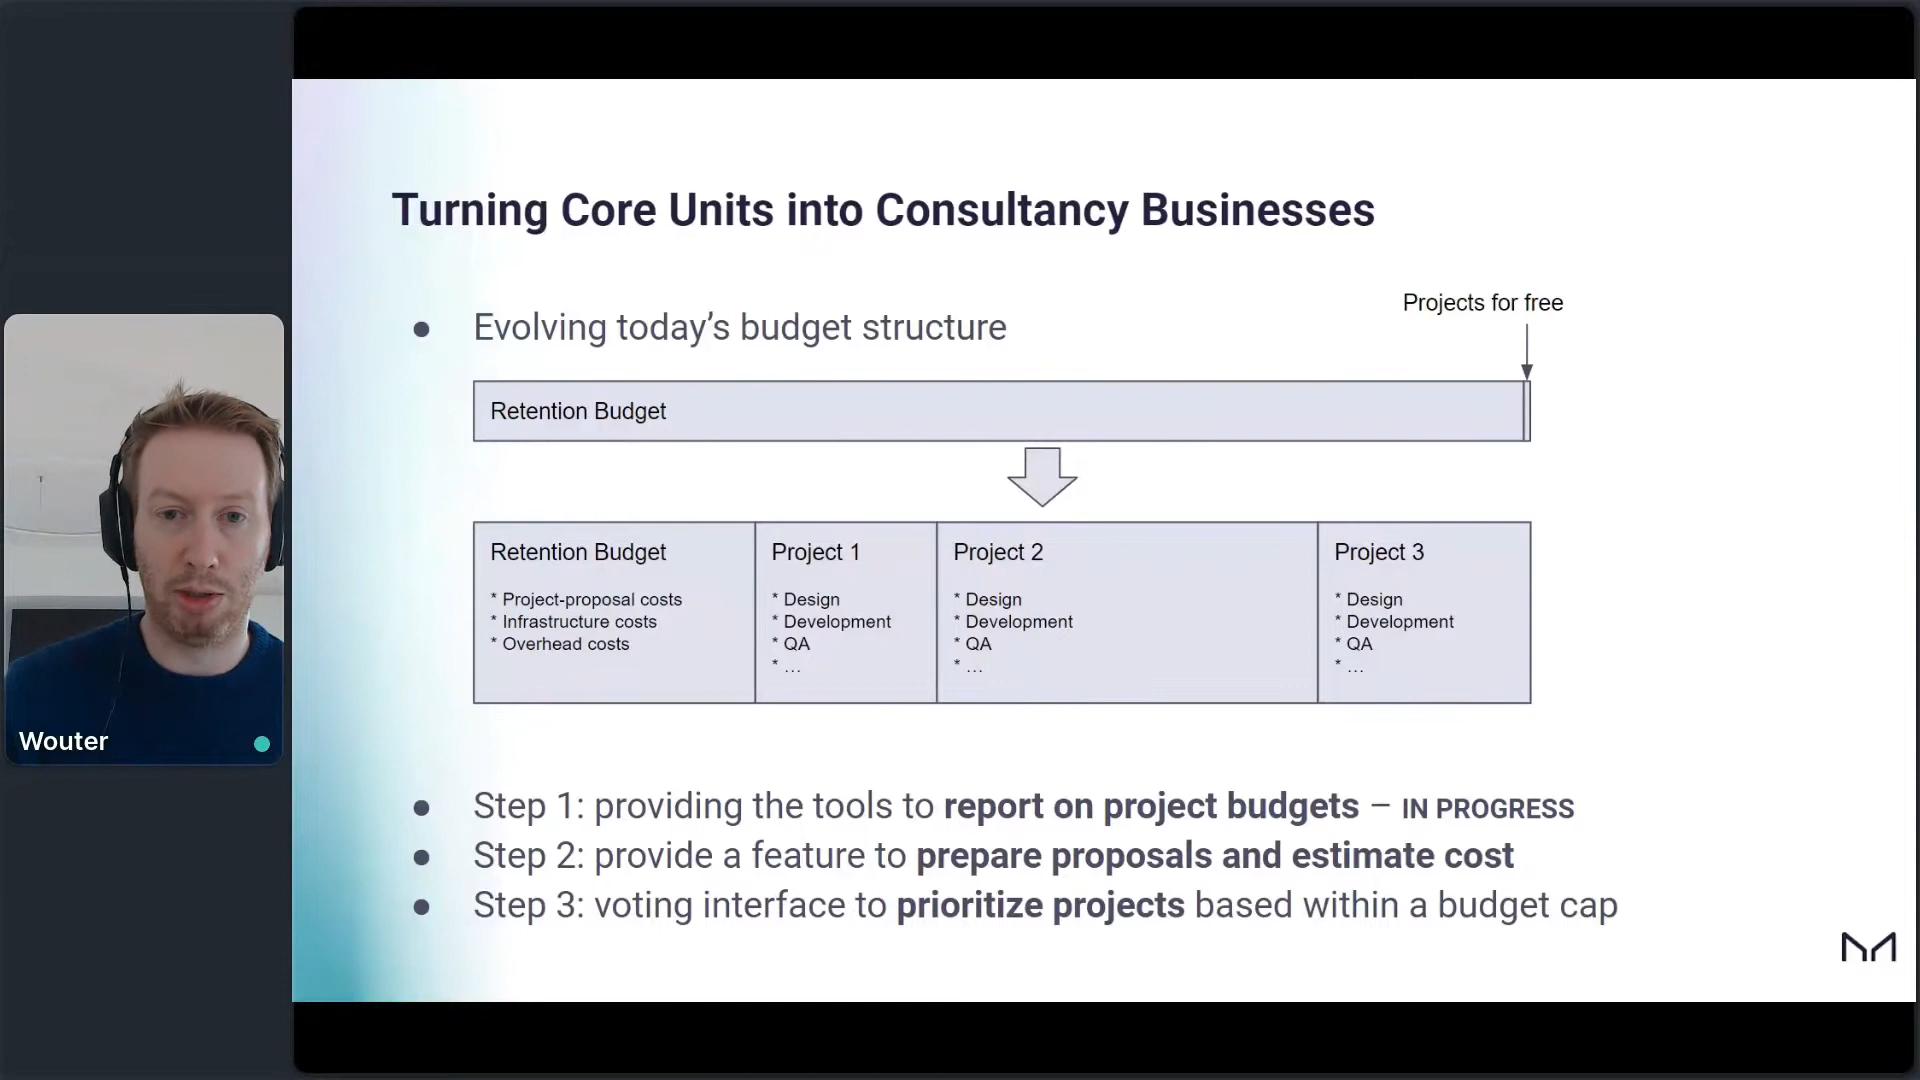 Turning Core Units into Consultancy Businesses
Projects for free
● Evolving today’s budget structure
Retention Budget
Retention Budget
* Project-proposal costs
* Infrastructure costs
* Overhead costs
Project 1
* Design
* Development
* QA
* …
Project 2
* Design
* Development
* QA
* …
Project 3
* Design
* Development
* QA
* …
Wouter
● Step 1: providing the tools to report on project budgets – IN PROGRESS
● Step 2: provide a feature to prepare proposals and estimate cost
● Step 3: voting interface to prioritize projects based within a budget cap